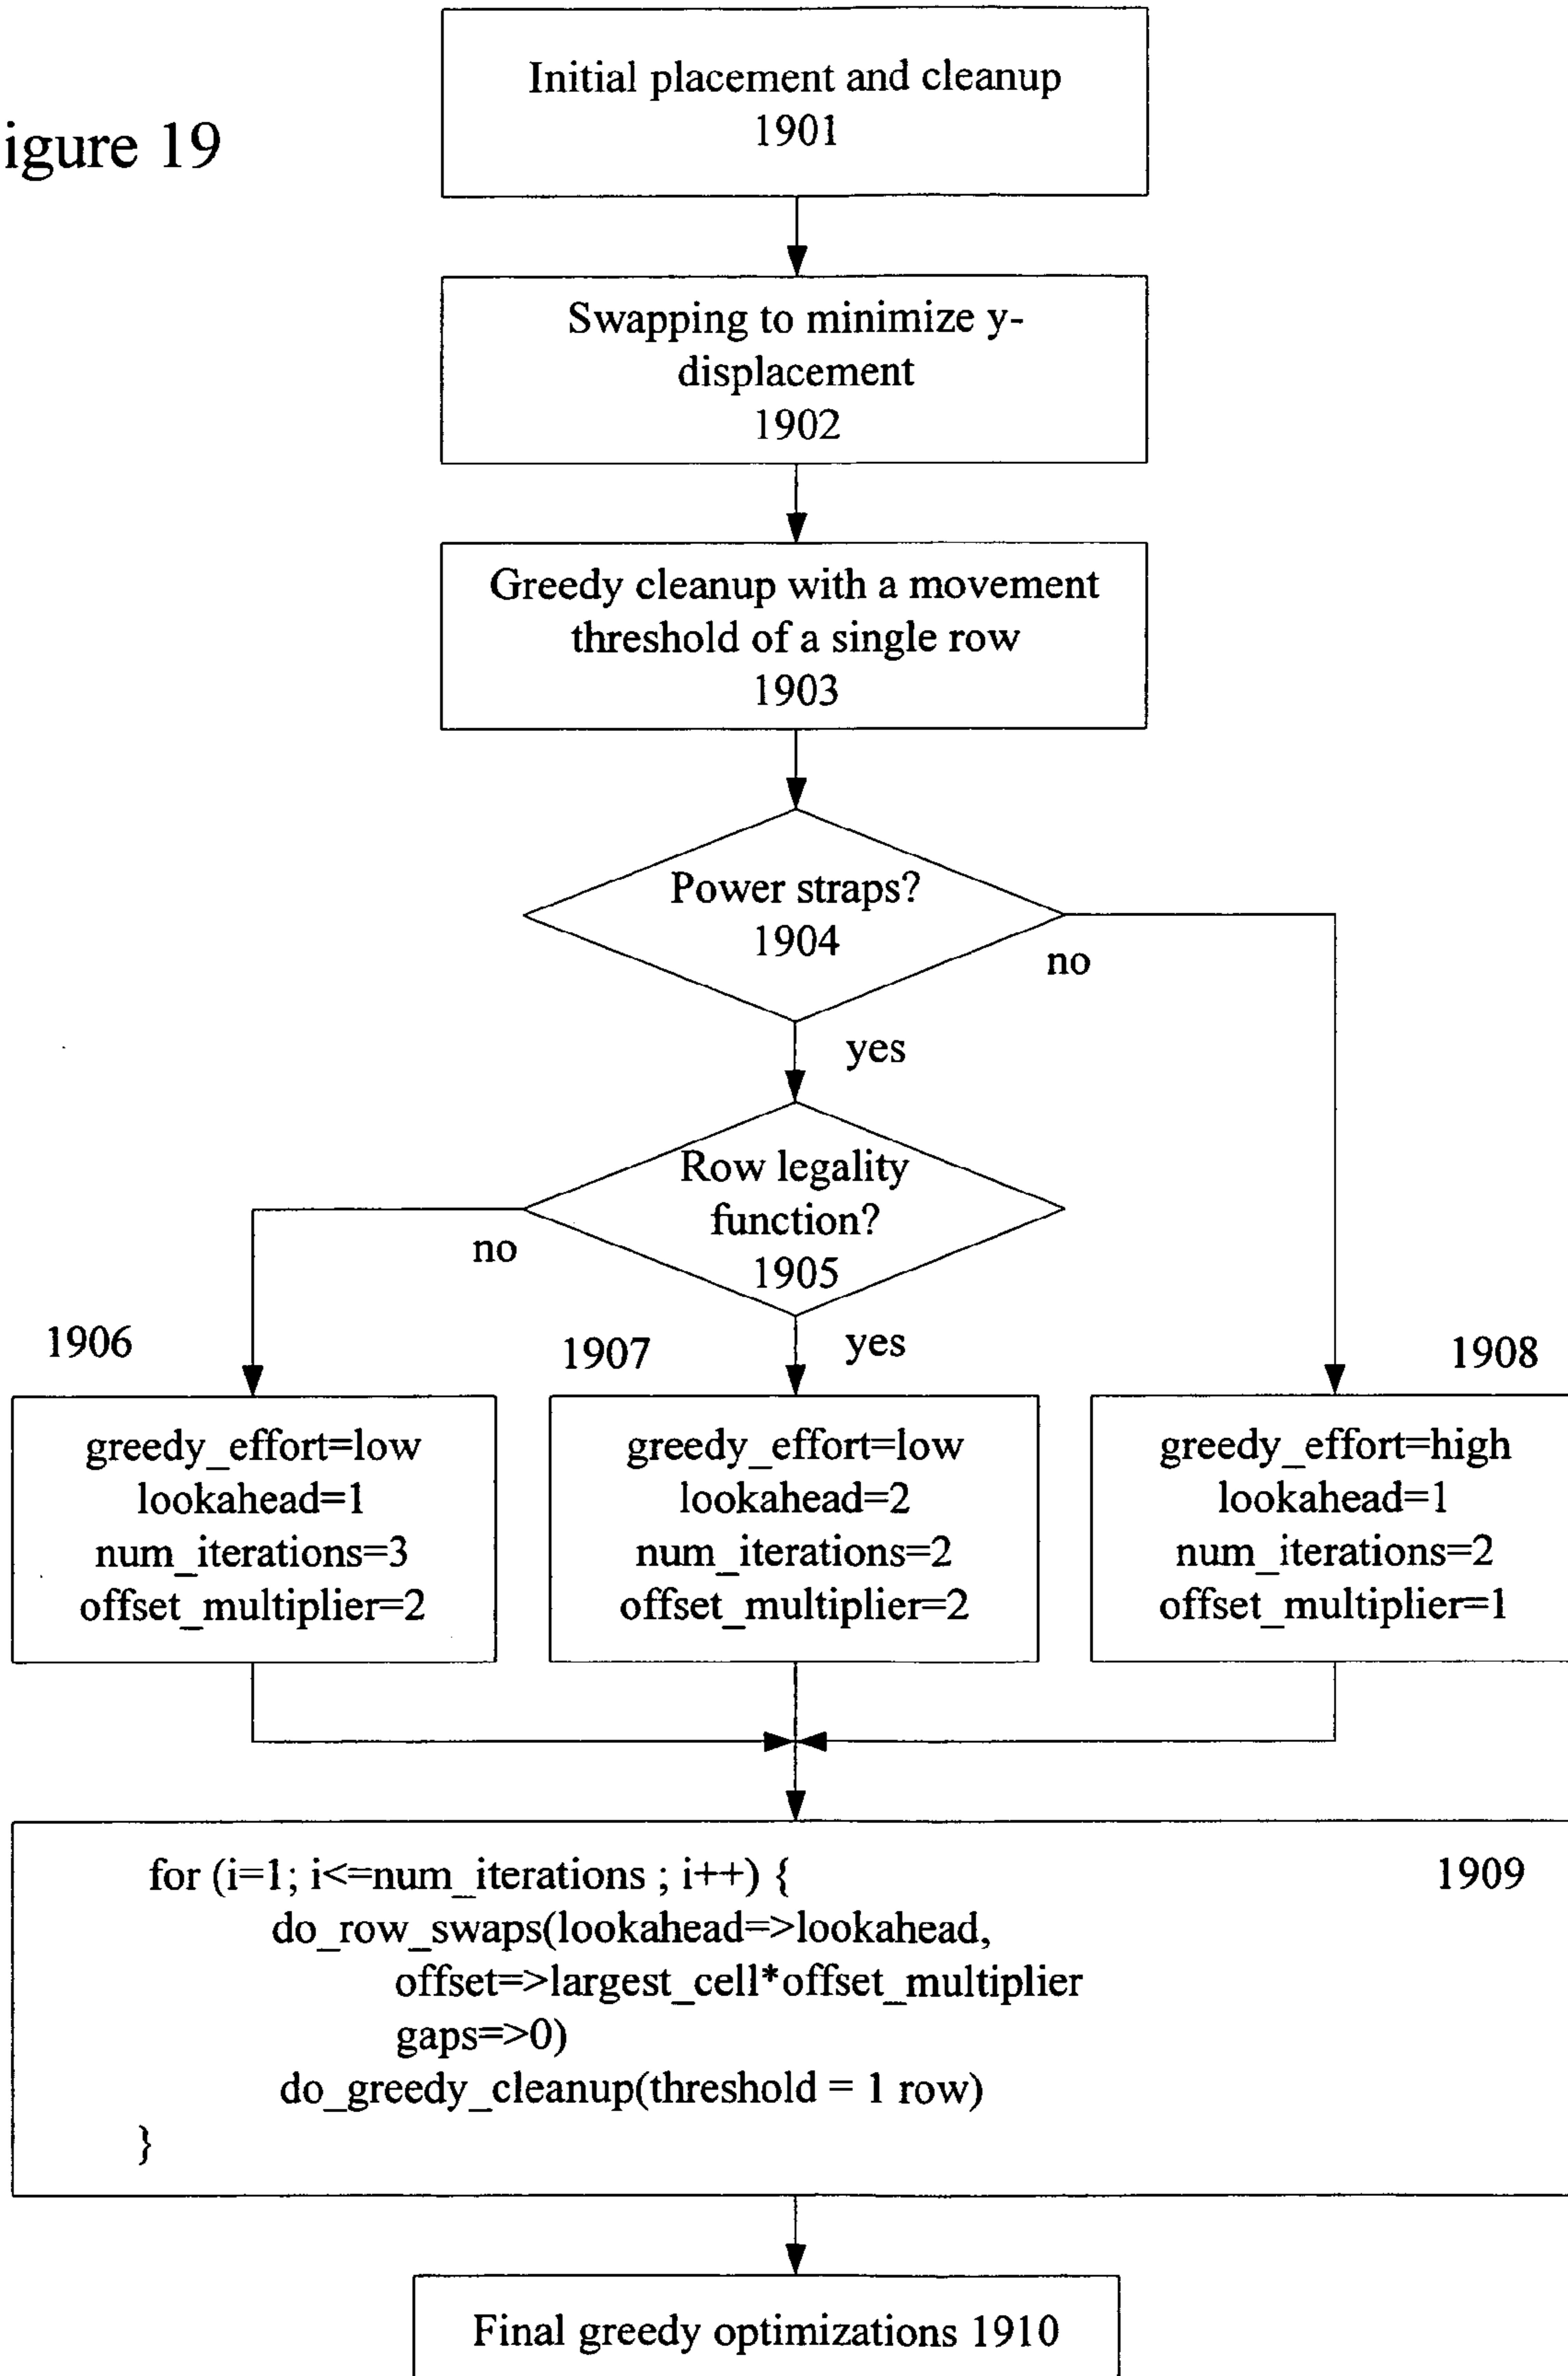 igure 19
Initial placement and cleanup
1901
Swapping to minimize y-
displacement
1902
Greedy cleanup with a movement
threshold of a single row
1903
Power straps?
1904
no
yes
Row legality
function?
1905
no
yes
1906
1907
1908
greedy_effort=low
lookahead=1
num_iterations=3
offset_multiplier=2
greedy_effort=low
lookahead=2
num_iterations=2
offset_multiplier=2
greedy_effort=high
lookahead=1
num_iterations=2
offset_multiplier=1
for (i=1; i<=num_iterations ; i++) { 1909
do_row_swaps(lookahead=>lookahead,
offset=>largest_cell*offset_multiplier
gaps=>0)
do_greedy_cleanup(threshold = 1 row)
}
Final greedy optimizations 1910